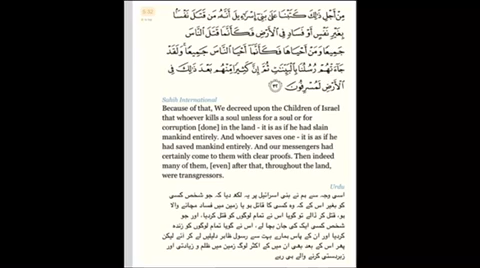 5:32
مِنْ أَجْلِ ذَٰلِكَ كَتَبْنَا عَلَىٰ بَنِي إِسْرَائِيلَ أَنَّهُ مَن قَتَلَ نَفْسًا
بِغَيْرِ نَفْسٍ أَوْ فَسَادٍ فِي الْأَرْضِ فَكَأَنَّمَا قَتَلَ النَّاسَ
جَمِيعًا وَمَنْ أَحْيَاهَا فَكَأَنَّمَا أَحْيَا النَّاسَ جَمِيعًا وَلَقَدْ
جَاءَتْهُمْ رُسُلُنَا بِالْبَيِّنَاتِ ثُمَّ إِنَّ كَثِيرًا مِّنْهُم بَعْدَ ذَٰلِكَ فِي
الْأَرْضِ لَمُسْرِفُونَ ٣٢
Sahih International
Because of that, We decreed upon the Children of Israel
that whoever kills a soul unless for a soul or for
corruption [done] in the land - it is as if he had slain
mankind entirely. And whoever saves one - it is as if he
had saved mankind entirely. And our messengers had
certainly come to them with clear proofs. Then indeed
many of them, [even] after that, throughout the land,
were transgressors.
Urdu
اسی وجہ سے ہم نے بنی اسرائیل پر یہ لکھ دیا کہ جو شخص کسی
کو بغیر اس کے کہ وہ کسی کا قاتل ہو یا زمین میں فساد مچانے والا
ہو، قتل کر ڈالے تو گویا اس نے تمام لوگوں کو قتل کردیا، اور جو
شخص کسی ایک کی جان بچا لے، اس نے گویا تمام لوگوں کو زندہ
کردیا اور ان کے پاس ہمارے بہت سے رسول ظاہر دلیلیں لے کر آئے لیکن
پھر اس کے بعد بھی ان میں کے اکثر لوگ زمین میں ظلم و زیادتی اور
زبردستی کرنے والے ہی رہے